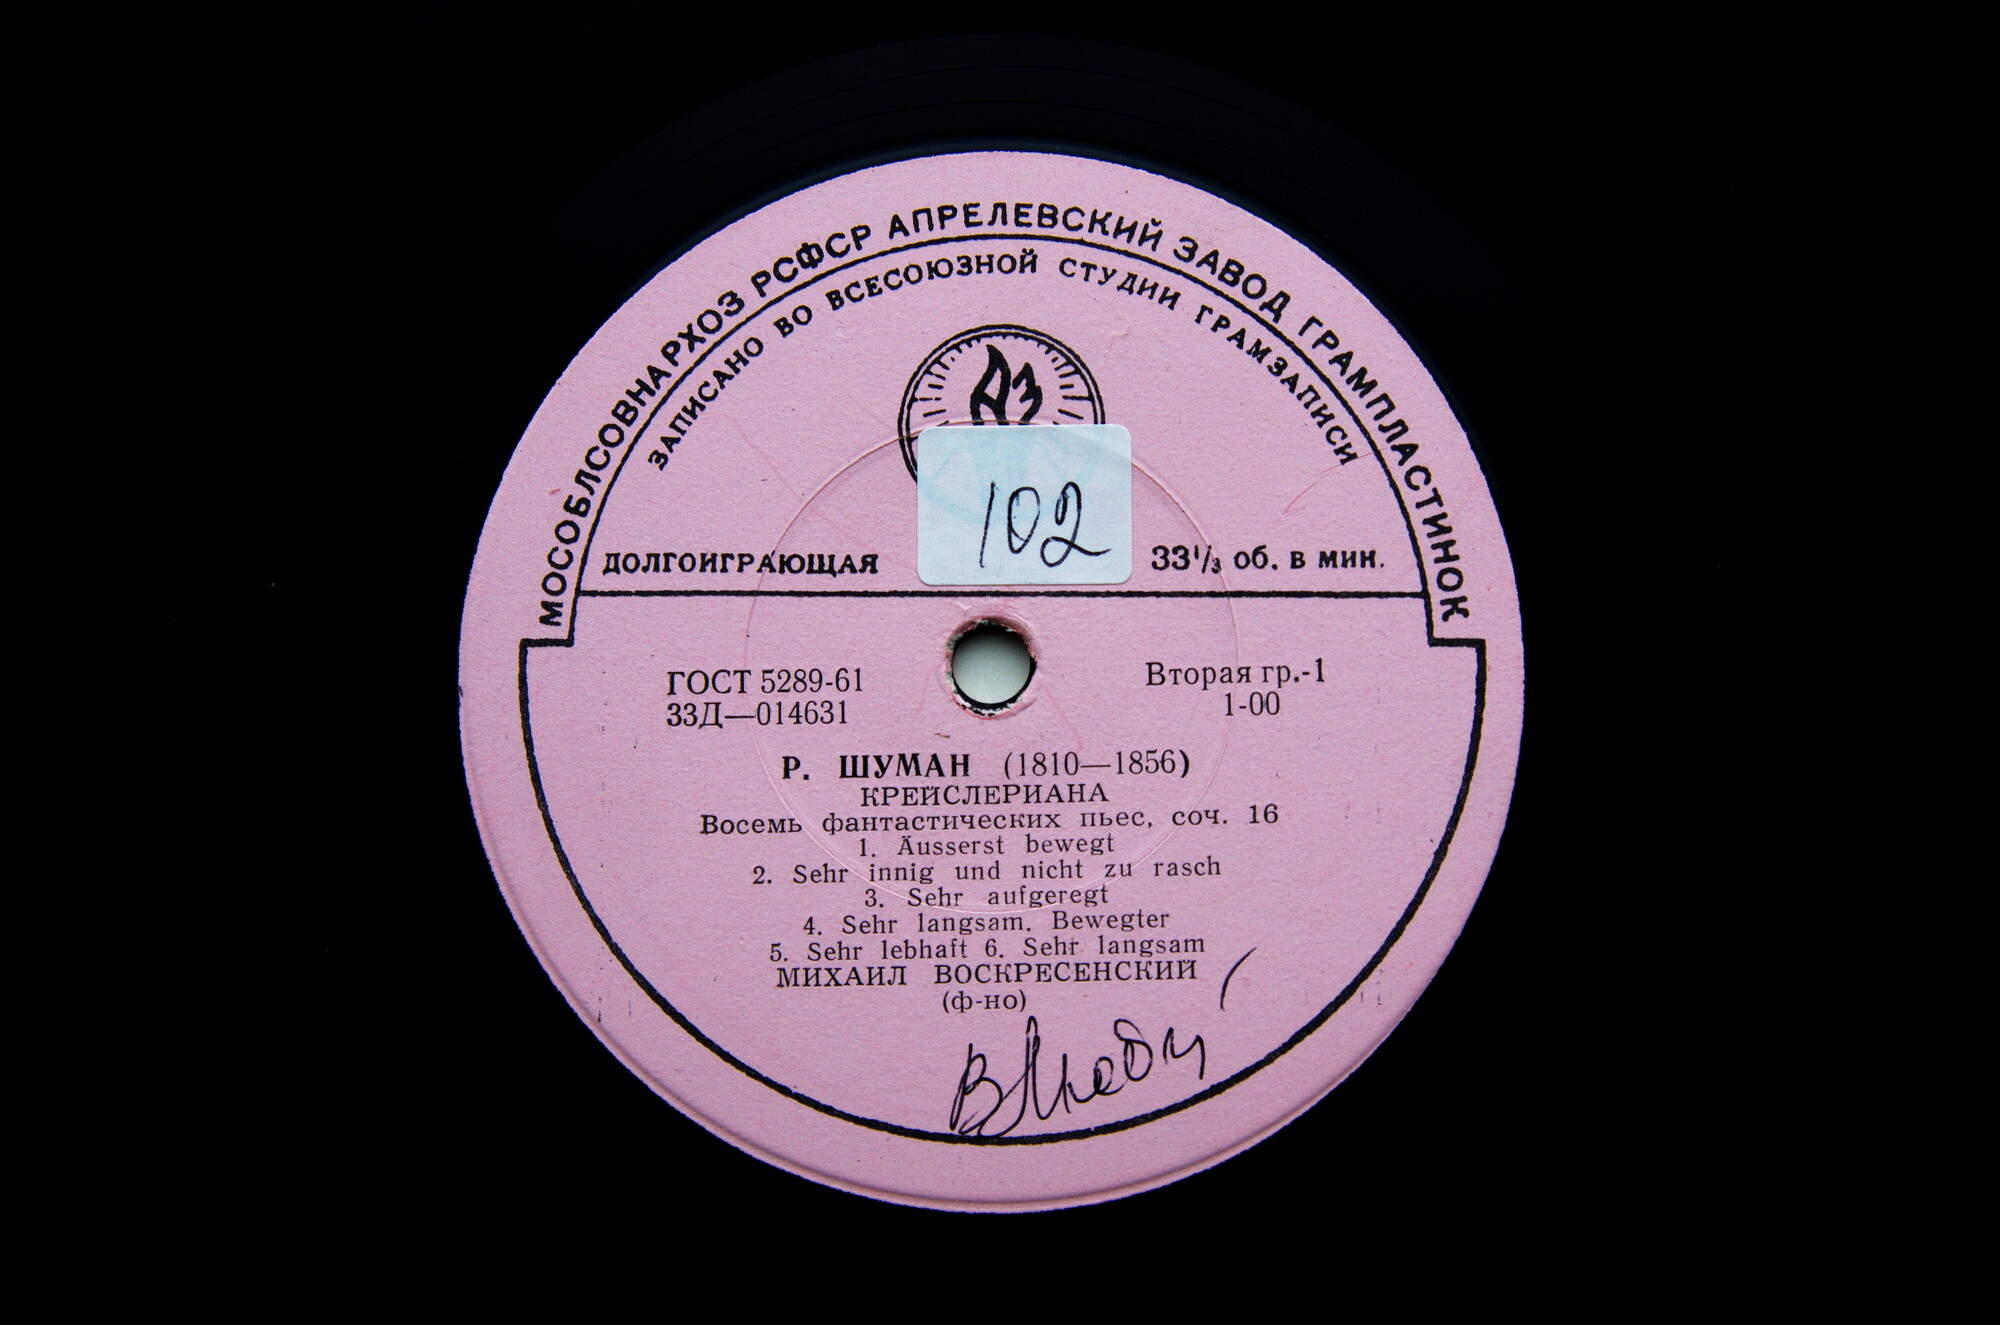 МОСОБЛСОВНАРХОЗ РСФСР АПРЕЛЕВСКИЙ ЗАВОД ГРАМПЛАСТИНОК
ЗАПИСАНО ВО ВСЕСОЮЗНОЙ СТУДИИ ГРАМЗАПИСИ
АЗ
102
ДОЛГОИГРАЮЩАЯ 33⅓ об. в мин.
ГОСТ 5289-61 Вторая гр.-1
33Д—014631 1-00
Р. ШУМАН (1810—1856)
КРЕЙСЛЕРИАНА
Восемь фантастических пьес, соч. 16
1. Äusserst bewegt
2. Sehr innig und nicht zu rasch
3. Sehr aufgeregt
4. Sehr langsam. Bewegter
5. Sehr lebhaft 6. Sehr langsam
МИХАИЛ ВОСКРЕСЕНСКИЙ
(ф-но)